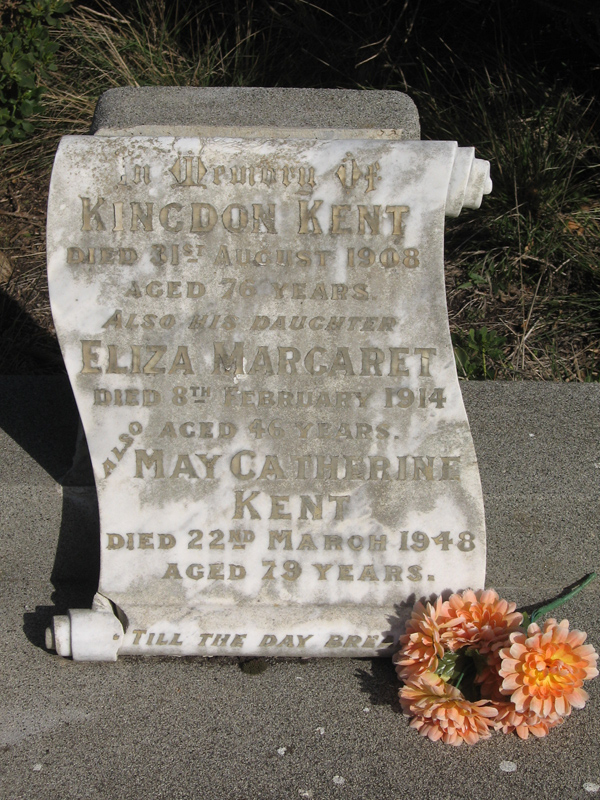 In Memory Of
KINGDON KENT
DIED 31ST AUGUST 1908
AGED 76 YEARS.
ALSO HIS DAUGHTER
ELIZA MARGARET
DIED 8TH FEBRUARY 1914
AGED 46 YEARS.
ALSO MAY CATHERINE
KENT
DIED 22ND MARCH 1948
AGED 79 YEARS.
TILL THE DAY BREA